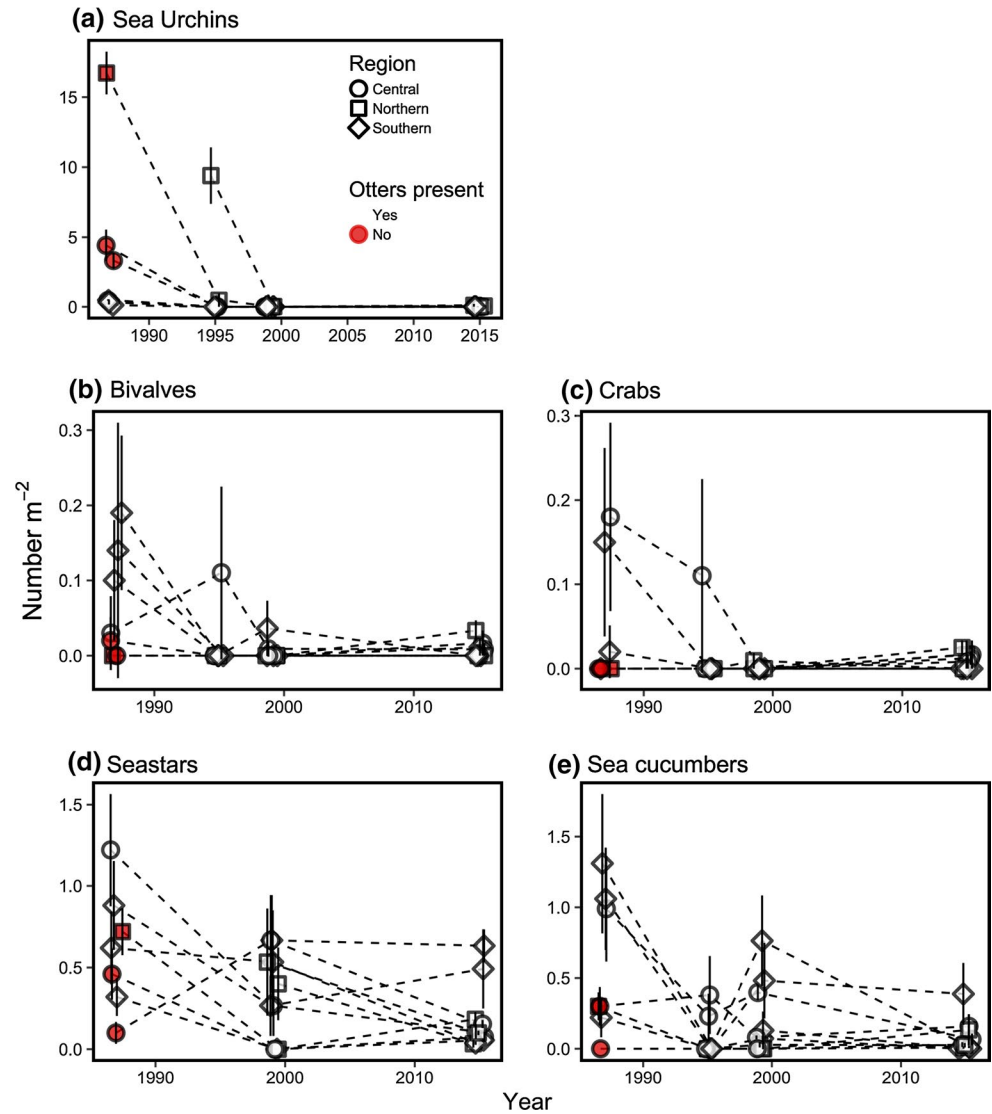 (a) Sea Urchins
Region
Central
Northern
Southern
Otters present
Yes
No
15
10
5
0
1990 1995 2000 2005 2010 2015
(b) Bivalves
0.3
0.2
0.1
0.0
1990 2000 2010
(c) Crabs
0.3
0.2
0.1
0.0
1990 2000 2010
Number m⁻²
(d) Seastars
1.5
1.0
0.5
0.0
1990 2000 2010
(e) Sea cucumbers
1.5
1.0
0.5
0.0
1990 2000 2010
Year